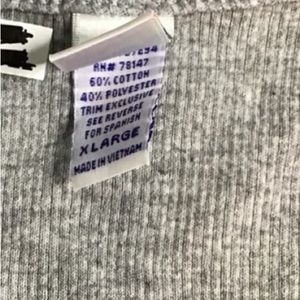 RN# 78147
60% COTTON
40% POLYESTER
TRIM EXCLUSIVE
SEE REVERSE
FOR SPANISH
XLARGE
MADE IN VIETNAM